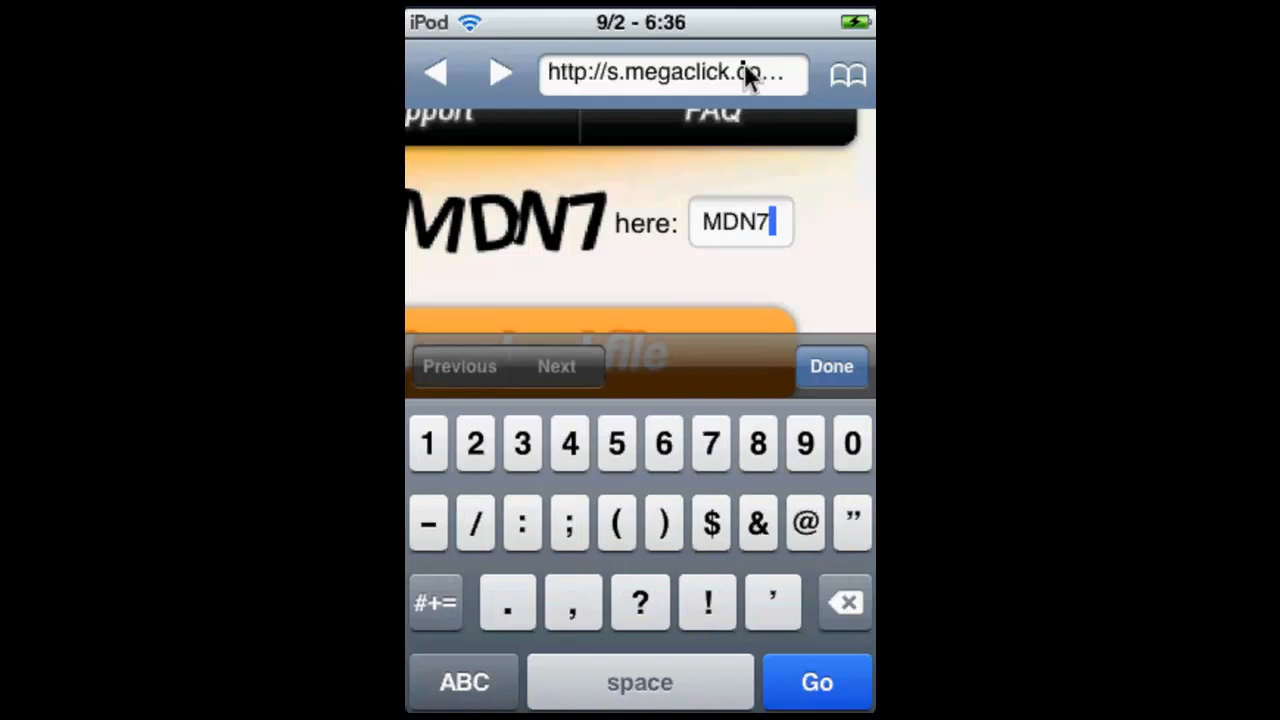 iPod 9/2 - 6:36
http://s.megaclick.co...
pport FAQ
MDN7 here: MDN7
file
Previous Next Done
1 2 3 4 5 6 7 8 9 0
- / : ; ( ) $ & @ ”
#+= . , ? ! ’
ABC space Go